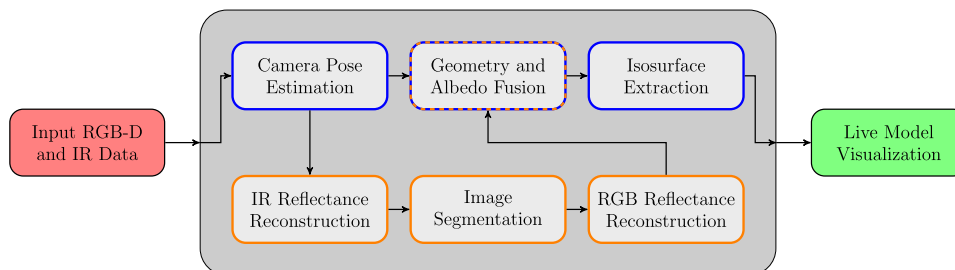 Input RGB-D
and IR Data
Camera Pose
Estimation
Geometry and
Albedo Fusion
Isosurface
Extraction
IR Reflectance
Reconstruction
Image
Segmentation
RGB Reflectance
Reconstruction
Live Model
Visualization